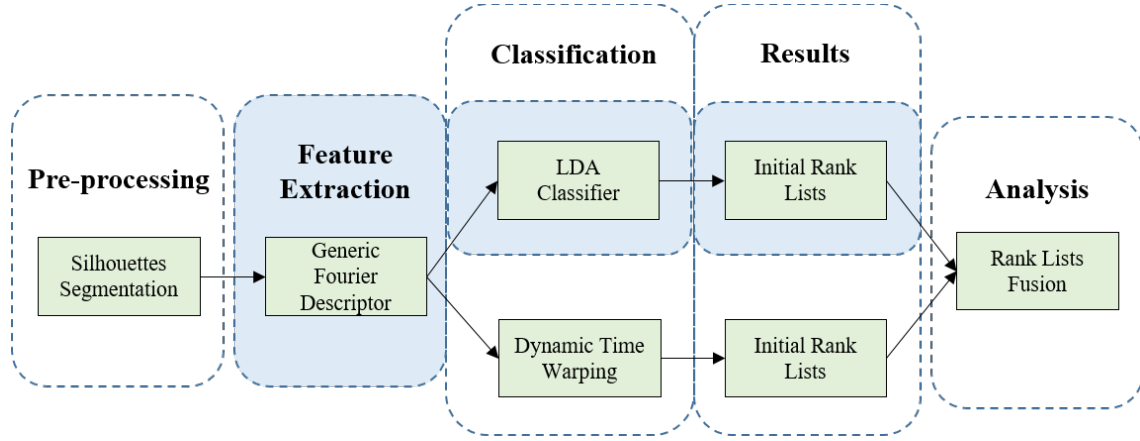 Pre-processing
Silhouettes
Segmentation
Feature
Extraction
Generic
Fourier
Descriptor
Classification
LDA
Classifier
Dynamic Time
Warping
Results
Initial Rank
Lists
Initial Rank
Lists
Analysis
Rank Lists
Fusion